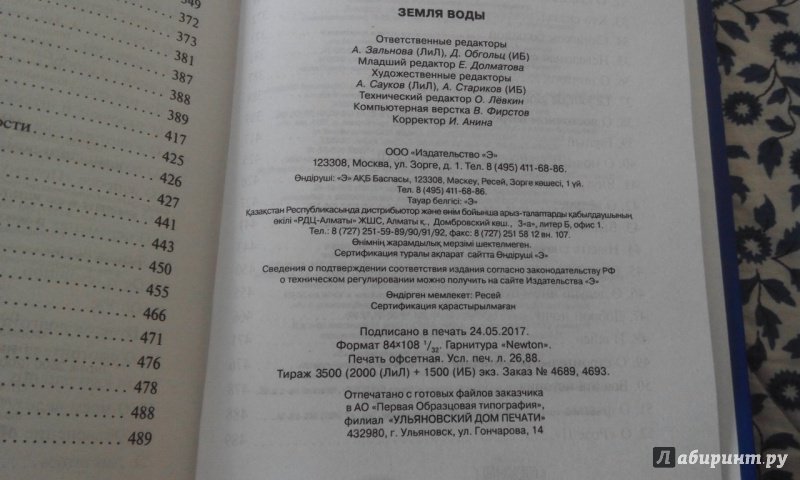 349
372
373
381
387
388
389
ости
417
425
426
427
441
443
450
455
466
471
476
478
488
489
ЗЕМЛЯ ВОДЫ
Ответственные редакторы
А. Зальнова (ЛиЛ), Д. Обгольц (ИБ)
Младший редактор Е. Долматова
Художественные редакторы
А. Сауков (ЛиЛ), А. Стариков (ИБ)
Технический редактор О. Лёвкин
Компьютерная верстка В. Фирстов
Корректор И. Анина
ООО «Издательство «Э»
123308, Москва, ул. Зорге, д. 1. Тел. 8 (495) 411-68-86.
Өндіруші: «Э» АҚБ Баспасы, 123308, Мәскеу, Ресей, Зорге көшесі, 1 үй.
Тел. 8 (495) 411-68-86.
Тауар белгісі: «Э»
Қазақстан Республикасында дистрибьютор және өнім бойынша арыз-талаптарды қабылдаушының
өкілі «РДЦ-Алматы» ЖШС, Алматы қ., Домбровский көш., 3«а», литер Б, офис 1.
Тел.: 8 (727) 251-59-89/90/91/92, факс: 8 (727) 251 58 12 вн. 107.
Өнімнің жарамдылық мерзімі шектелмеген.
Сертификация туралы ақпарат сайтта Өндіруші «Э»
Сведения о подтверждении соответствия издания согласно законодательству РФ
о техническом регулировании можно получить на сайте Издательства «Э»
Өндірген мемлекет: Ресей
Сертификация қарастырылмаған
Подписано в печать 24.05.2017.
Формат 84×108 1/32. Гарнитура «Newton».
Печать офсетная. Усл. печ. л. 26,88.
Тираж 3500 (2000 (ЛиЛ) + 1500 (ИБ) экз. Заказ № 4689, 4693.
Отпечатано с готовых файлов заказчика
в АО «Первая Образцовая типография»,
филиал «УЛЬЯНОВСКИЙ ДОМ ПЕЧАТИ»
432980, г. Ульяновск, ул. Гончарова, 14
Лабиринт.ру